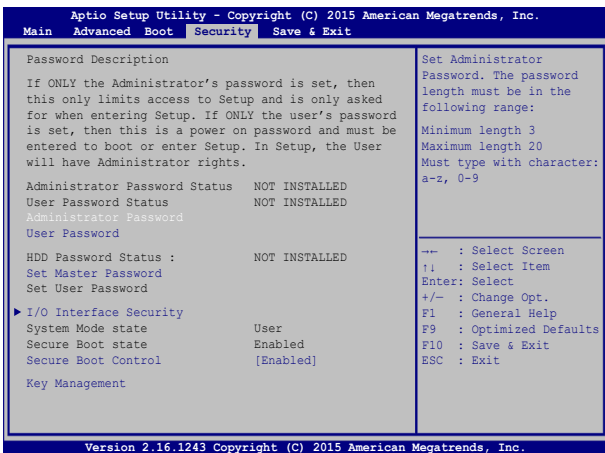 Aptio Setup Utility - Copyright (C) 2015 American Megatrends, Inc.
Main Advanced Boot Security Save & Exit
Password Description
If ONLY the Administrator's password is set, then
this only limits access to Setup and is only asked
for when entering Setup. If ONLY the user's password
is set, then this is a power on password and must be
entered to boot or enter Setup. In Setup, the User
will have Administrator rights.
Administrator Password Status NOT INSTALLED
User Password Status NOT INSTALLED
Administrator Password
User Password
HDD Password Status : NOT INSTALLED
Set Master Password
Set User Password
▶ I/O Interface Security
System Mode state User
Secure Boot state Enabled
Secure Boot Control [Enabled]
Key Management
Set Administrator
Password. The password
length must be in the
following range:
Minimum length 3
Maximum length 20
Must type with character:
a-z, 0-9
→← : Select Screen
↑↓ : Select Item
Enter: Select
+/— : Change Opt.
F1 : General Help
F9 : Optimized Defaults
F10 : Save & Exit
ESC : Exit
Version 2.16.1243 Copyright (C) 2015 American Megatrends, Inc.